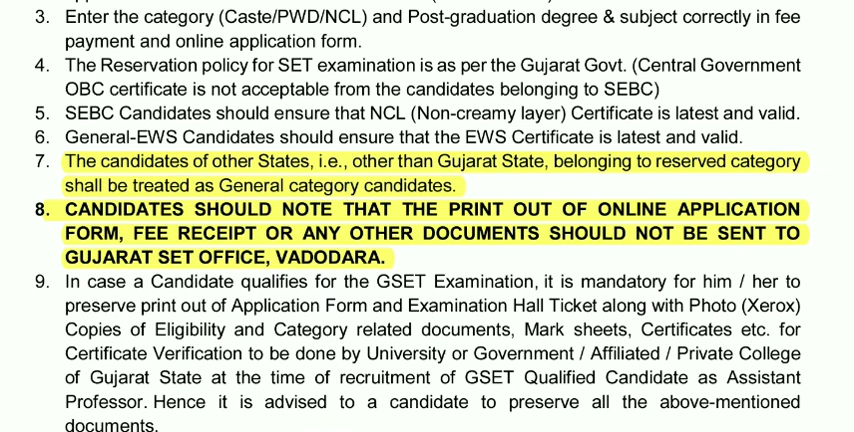 3. Enter the category (Caste/PWD/NCL) and Post-graduation degree & subject correctly in fee
payment and online application form.
4. The Reservation policy for SET examination is as per the Gujarat Govt. (Central Government
OBC certificate is not acceptable from the candidates belonging to SEBC)
5. SEBC Candidates should ensure that NCL (Non-creamy layer) Certificate is latest and valid.
6. General-EWS Candidates should ensure that the EWS Certificate is latest and valid.
7. The candidates of other States, i.e., other than Gujarat State, belonging to reserved category
shall be treated as General category candidates.
8. CANDIDATES SHOULD NOTE THAT THE PRINT OUT OF ONLINE APPLICATION
FORM, FEE RECEIPT OR ANY OTHER DOCUMENTS SHOULD NOT BE SENT TO
GUJARAT SET OFFICE, VADODARA.
9. In case a Candidate qualifies for the GSET Examination, it is mandatory for him / her to
preserve print out of Application Form and Examination Hall Ticket along with Photo (Xerox)
Copies of Eligibility and Category related documents, Mark sheets, Certificates etc. for
Certificate Verification to be done by University or Government / Affiliated / Private College
of Gujarat State at the time of recruitment of GSET Qualified Candidate as Assistant
Professor. Hence it is advised to a candidate to preserve all the above-mentioned
documents.